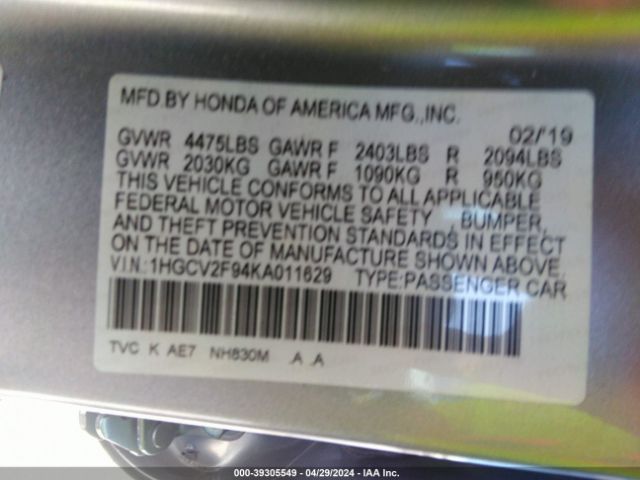 MFD.BY HONDA OF AMERICA MFG.,INC.
02/'19
GVWR 4475LBS GAWR F 2403LBS R 2094LBS
GVWR 2030KG GAWR F 1090KG R 950KG
THIS VEHICLE CONFORMS TO ALL APPLICABLE
FEDERAL MOTOR VEHICLE SAFETY , BUMPER,
AND THEFT PREVENTION STANDARDS IN EFFECT
ON THE DATE OF MANUFACTURE SHOWN ABOVE.
V.I.N.:1HGCV2F94KA011629 TYPE:PASSENGER CAR
TVC K AE7 NH830M .A .A
000-39305549 - 04/29/2024 - IAA Inc.